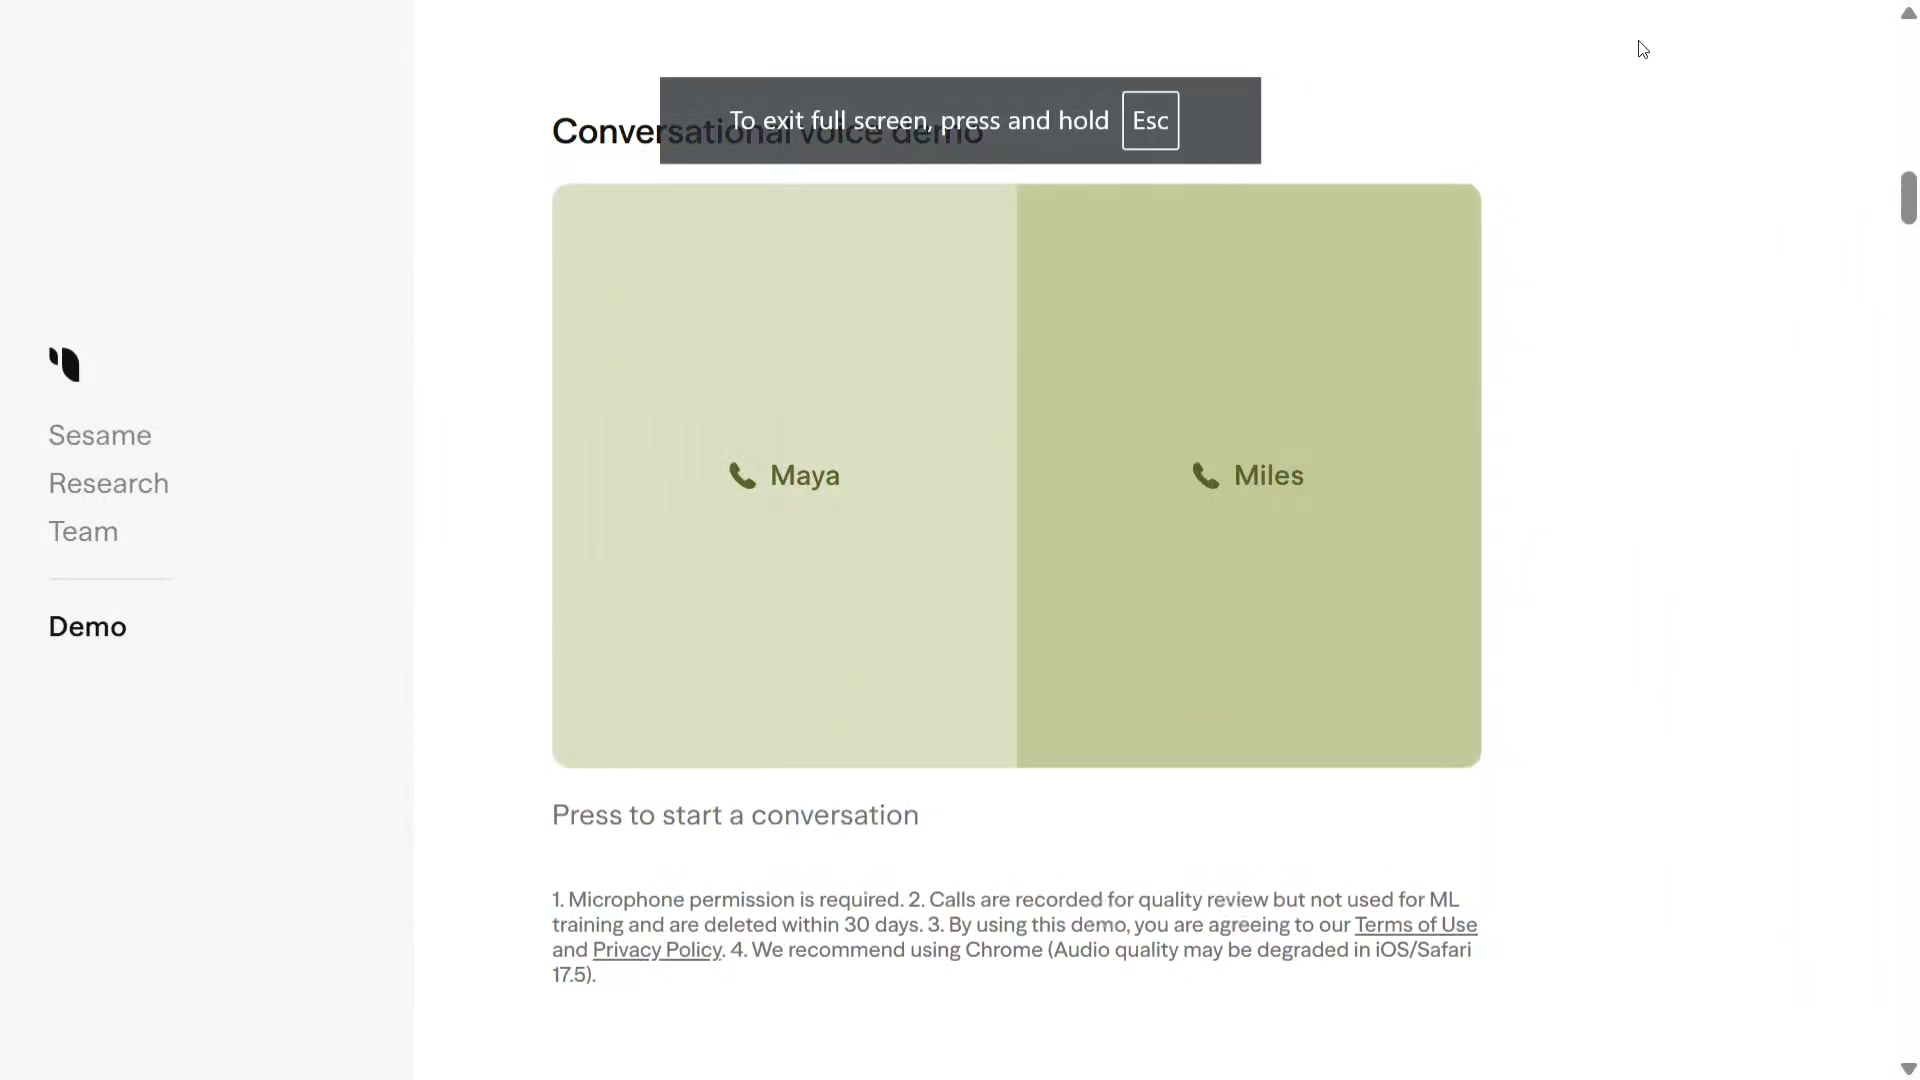 To exit full screen, press and hold Esc
Conversational voice demo
Sesame
Research
Team
Demo
Maya
Miles
Press to start a conversation
1. Microphone permission is required. 2. Calls are recorded for quality review but not used for ML
training and are deleted within 30 days. 3. By using this demo, you are agreeing to our Terms of Use
and Privacy Policy. 4. We recommend using Chrome (Audio quality may be degraded in iOS/Safari
17.5).